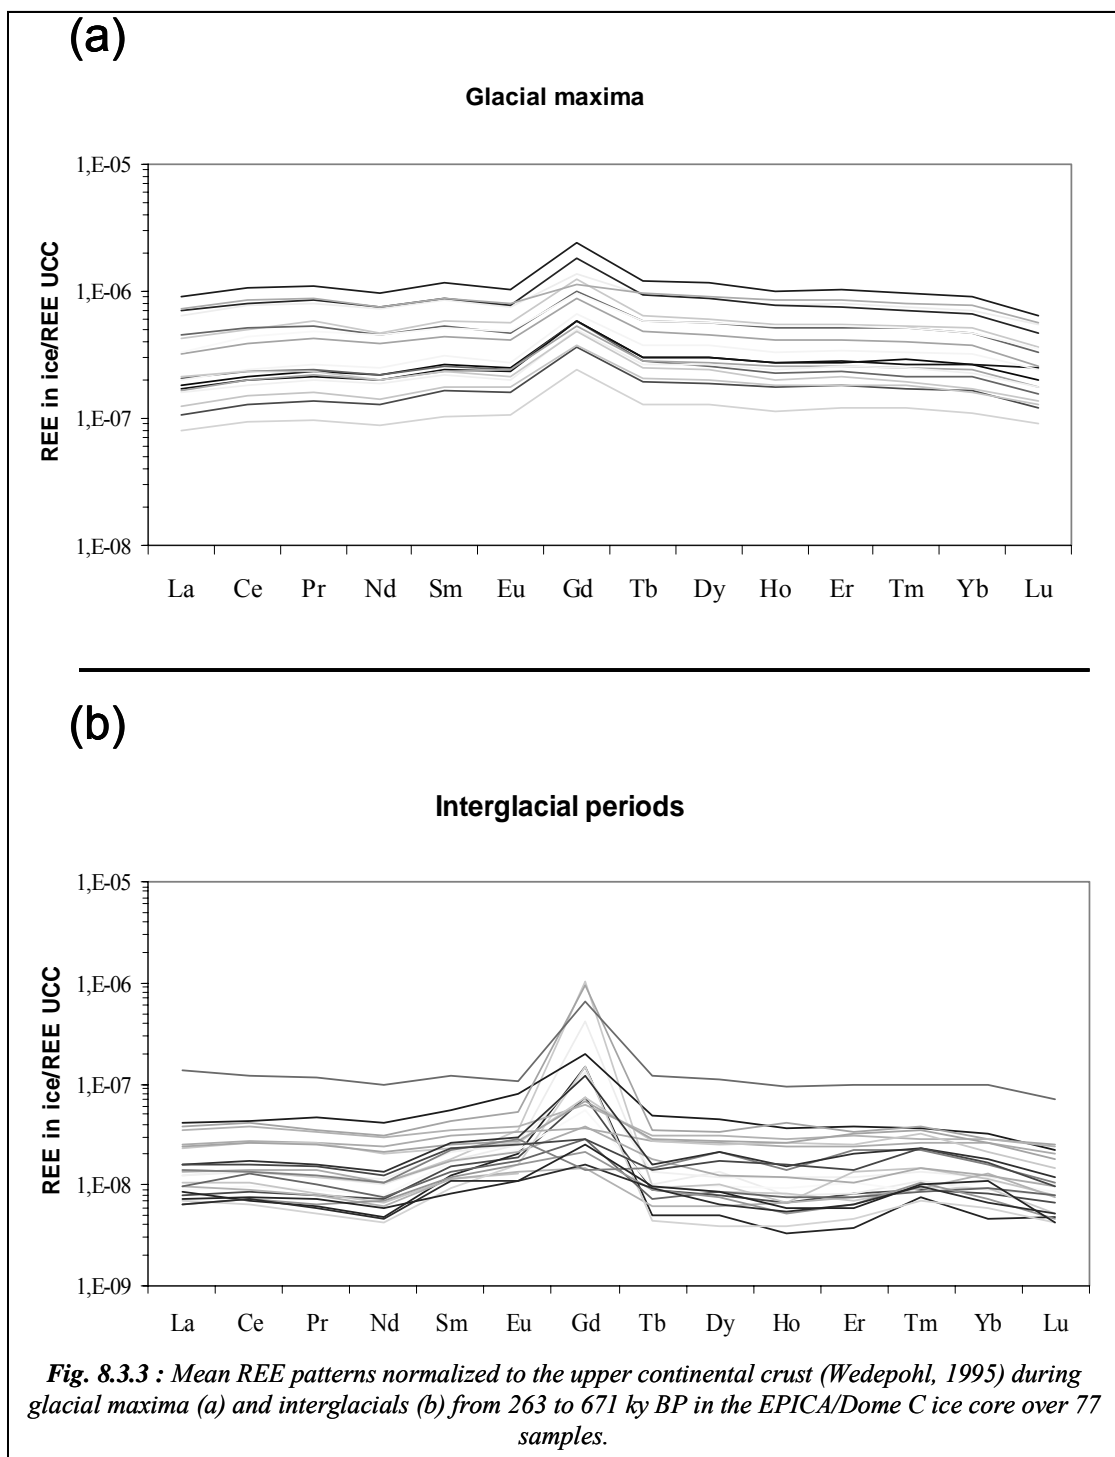 (a)
Glacial maxima
REE in ice/REE UCC
1,E-05
1,E-06
1,E-07
1,E-08
La Ce Pr Nd Sm Eu Gd Tb Dy Ho Er Tm Yb Lu
(b)
Interglacial periods
REE in ice/REE UCC
1,E-05
1,E-06
1,E-07
1,E-08
1,E-09
La Ce Pr Nd Sm Eu Gd Tb Dy Ho Er Tm Yb Lu
Fig. 8.3.3 : Mean REE patterns normalized to the upper continental crust (Wedepohl, 1995) during
glacial maxima (a) and interglacials (b) from 263 to 671 ky BP in the EPICA/Dome C ice core over 77
samples.